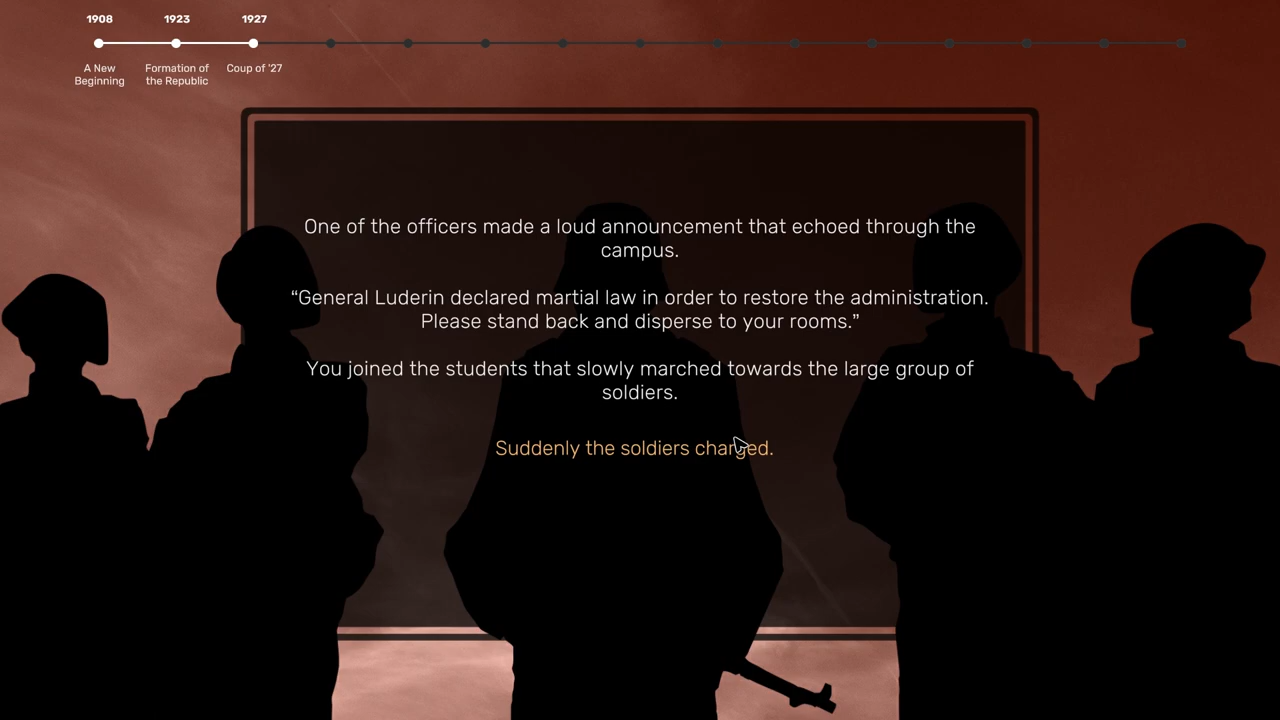 1908 1923 1927
A New Formation of Coup of '27
Beginning the Republic
One of the officers made a loud announcement that echoed through the
campus.
“General Luderin declared martial law in order to restore the administration.
Please stand back and disperse to your rooms.”
You joined the students that slowly marched towards the large group of
soldiers.
Suddenly the soldiers charged.